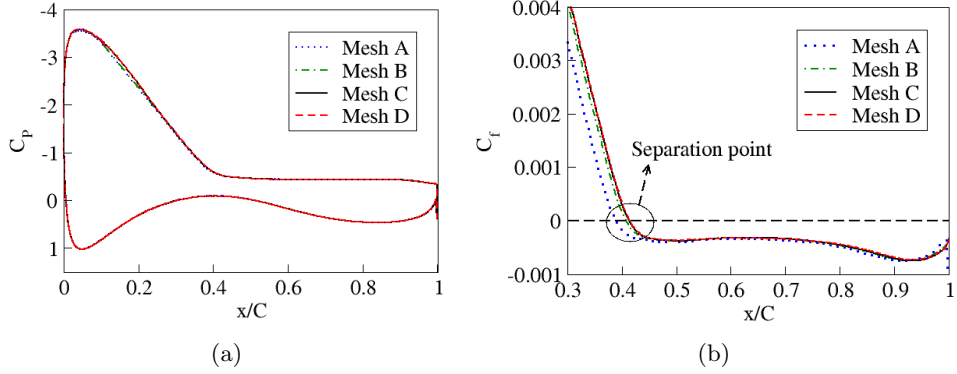 -4
-3
-2
-1
0
1
C_p
Mesh A
Mesh B
Mesh C
Mesh D
0
0.2
0.4
0.6
0.8
1
x/C
(a)
0.004
0.003
0.002
0.001
0
-0.001
C_f
Mesh A
Mesh B
Mesh C
Mesh D
Separation point
0.3
0.4
0.5
0.6
0.7
0.8
0.9
1
x/C
(b)